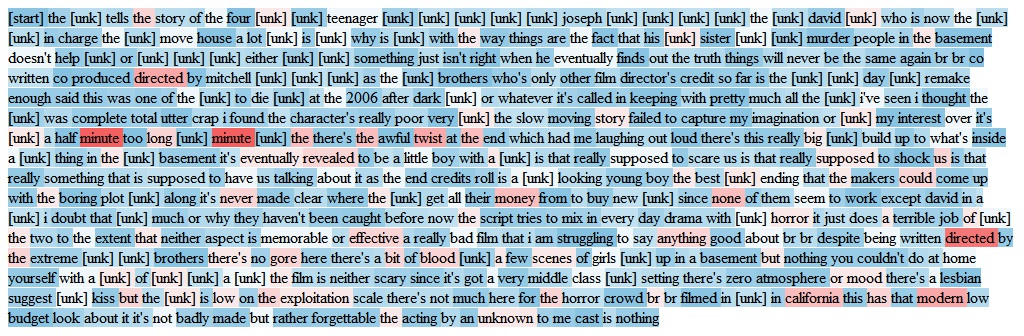 [start] the [unk] tells the story of the four [unk] [unk] teenager [unk] [unk] [unk] [unk] [unk] joseph [unk] [unk] [unk] [unk] [unk] the [unk] david [unk] who is now the [unk]
[unk] in charge the [unk] move house a lot [unk] is [unk] why is [unk] with the way things are the fact that his [unk] sister [unk] [unk] murder people in the basement
doesn't help [unk] or [unk] [unk] [unk] either [unk] [unk] something just isn't right when he eventually finds out the truth things will never be the same again br br co
written co produced directed by mitchell [unk] [unk] [unk] as the [unk] brothers who's only other film director's credit so far is the [unk] [unk] day [unk] remake
enough said this was one of the [unk] to die [unk] at the 2006 after dark [unk] or whatever it's called in keeping with pretty much all the [unk] i've seen i thought the
[unk] was complete total utter crap i found the character's really poor very [unk] the slow moving story failed to capture my imagination or [unk] my interest over it's
[unk] a half minute too long [unk] minute [unk] the there's the awful twist at the end which had me laughing out loud there's this really big [unk] build up to what's inside
a [unk] thing in the [unk] basement it's eventually revealed to be a little boy with a [unk] is that really supposed to scare us is that really supposed to shock us is that
really something that is supposed to have us talking about it as the end credits roll is a [unk] looking young boy the best [unk] ending that the makers could come up
with the boring plot [unk] along it's never made clear where the [unk] get all their money from to buy new [unk] since none of them seem to work except david in a
[unk] i doubt that [unk] much or why they haven't been caught before now the script tries to mix in every day drama with [unk] horror it just does a terrible job of [unk]
the two to the extent that neither aspect is memorable or effective a really bad film that i am struggling to say anything good about br br despite being written directed by
the extreme [unk] [unk] brothers there's no gore here there's a bit of blood [unk] a few scenes of girls [unk] up in a basement but nothing you couldn't do at home
yourself with a [unk] of [unk] [unk] a [unk] the film is neither scary since it's got a very middle class [unk] setting there's zero atmosphere or mood there's a lesbian
suggest [unk] kiss but the [unk] is low on the exploitation scale there's not much here for the horror crowd br br filmed in [unk] in california this has that modern low
budget look about it it's not badly made but rather forgettable the acting by an unknown to me cast is nothing